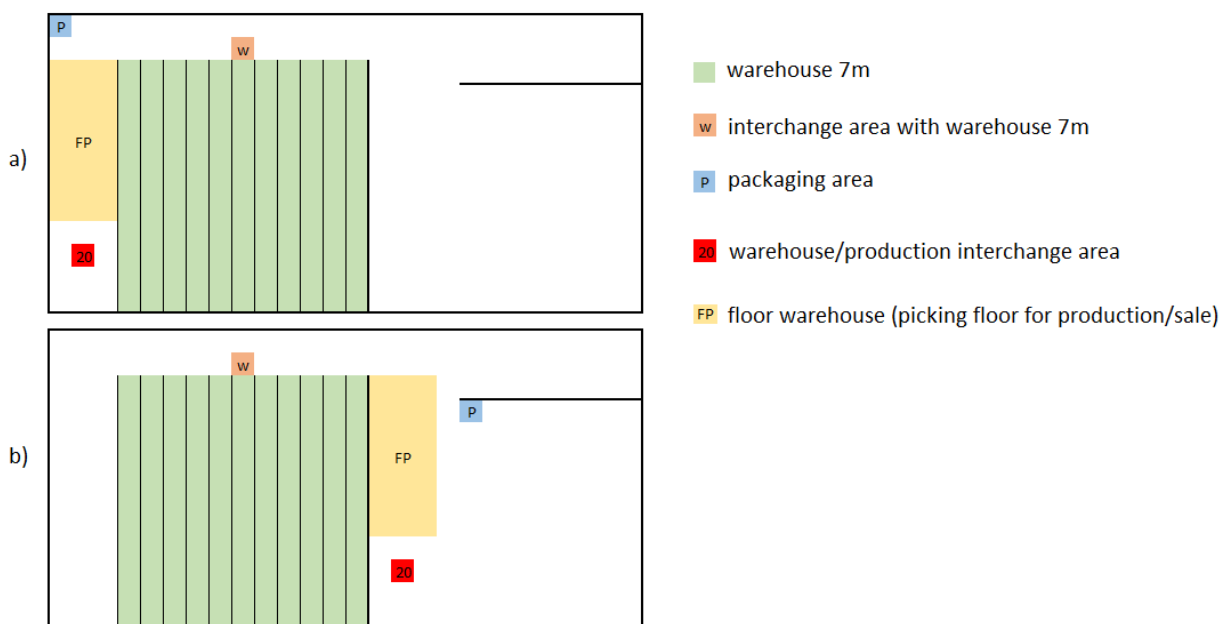 P
w
warehouse 7m
w interchange area with warehouse 7m
FP
a)
P packaging area
20
20 warehouse/production interchange area
FP floor warehouse (picking floor for production/sale)
w
P
b)
FP
20